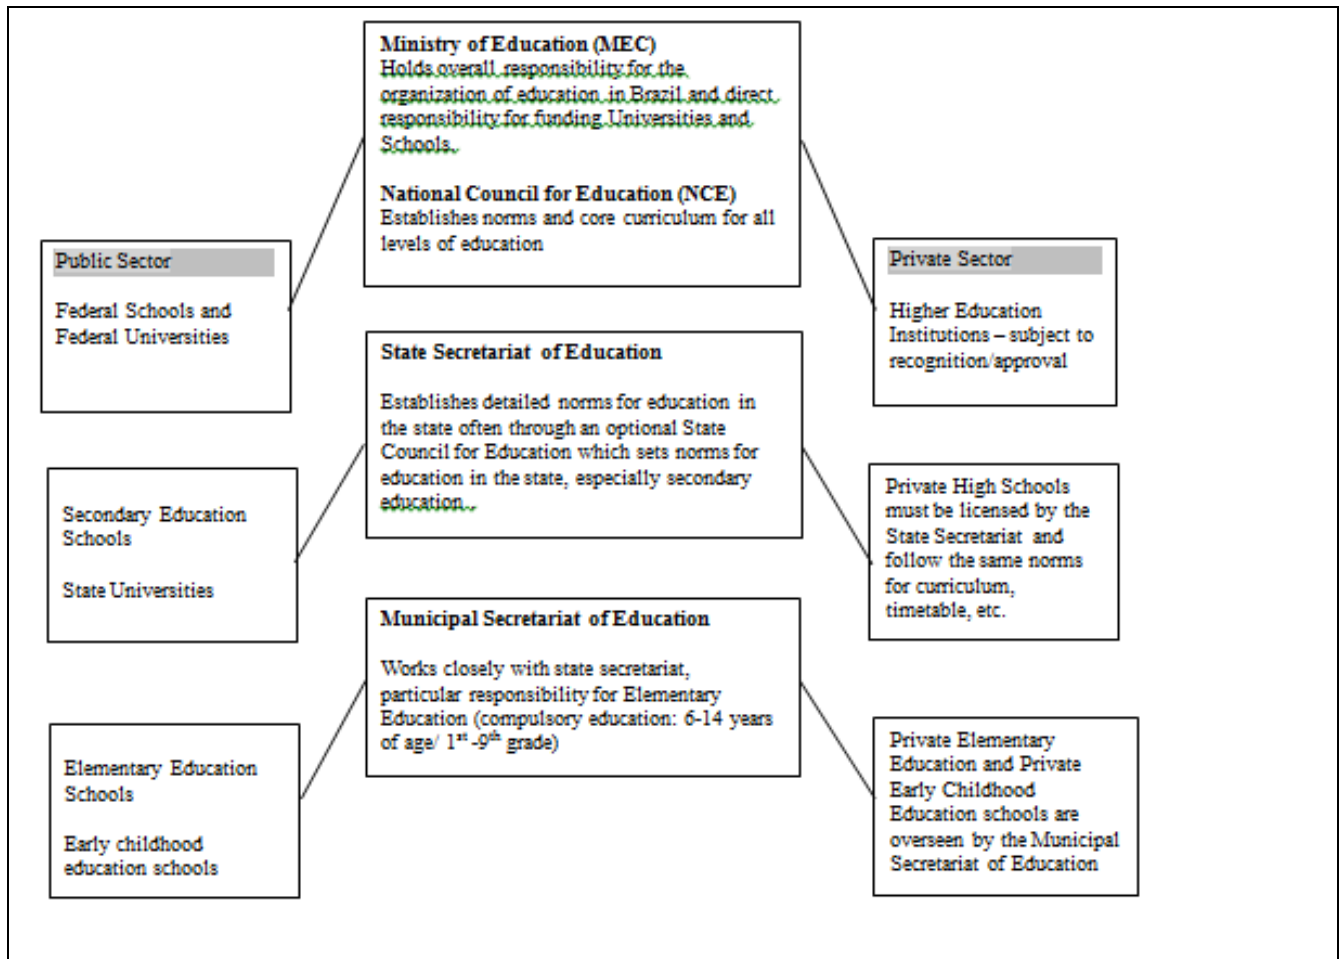 Ministry of Education (MEC)
Holds overall responsibility for the
organization of education in Brazil and direct
responsibility for funding Universities and
Schools.
National Council for Education (NCE)
Establishes norms and core curriculum for all
levels of education
Public Sector
Federal Schools and
Federal Universities
Private Sector
Higher Education
Institutions – subject to
recognition/approval
State Secretariat of Education
Establishes detailed norms for education in
the state often through an optional State
Council for Education which sets norms for
education in the state, especially secondary
education.
Secondary Education
Schools
State Universities
Private High Schools
must be licensed by the
State Secretariat and
follow the same norms
for curriculum,
timetable, etc.
Municipal Secretariat of Education
Works closely with state secretariat,
particular responsibility for Elementary
Education (compulsory education: 6-14 years
of age/ 1st -9th grade)
Elementary Education
Schools
Early childhood
education schools
Private Elementary
Education and Private
Early Childhood
Education schools are
overseen by the Municipal
Secretariat of Education